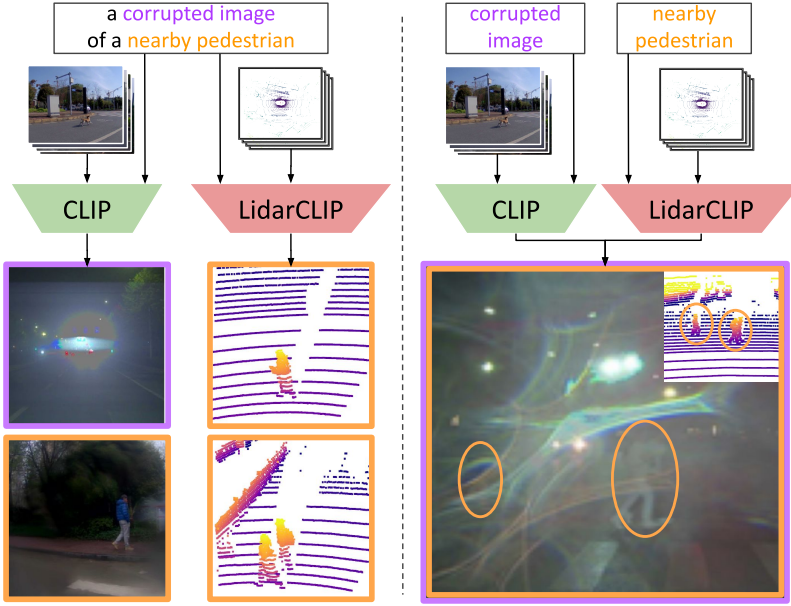 a corrupted image
of a nearby pedestrian
CLIP
LidarCLIP
corrupted
image
nearby
pedestrian
CLIP
LidarCLIP